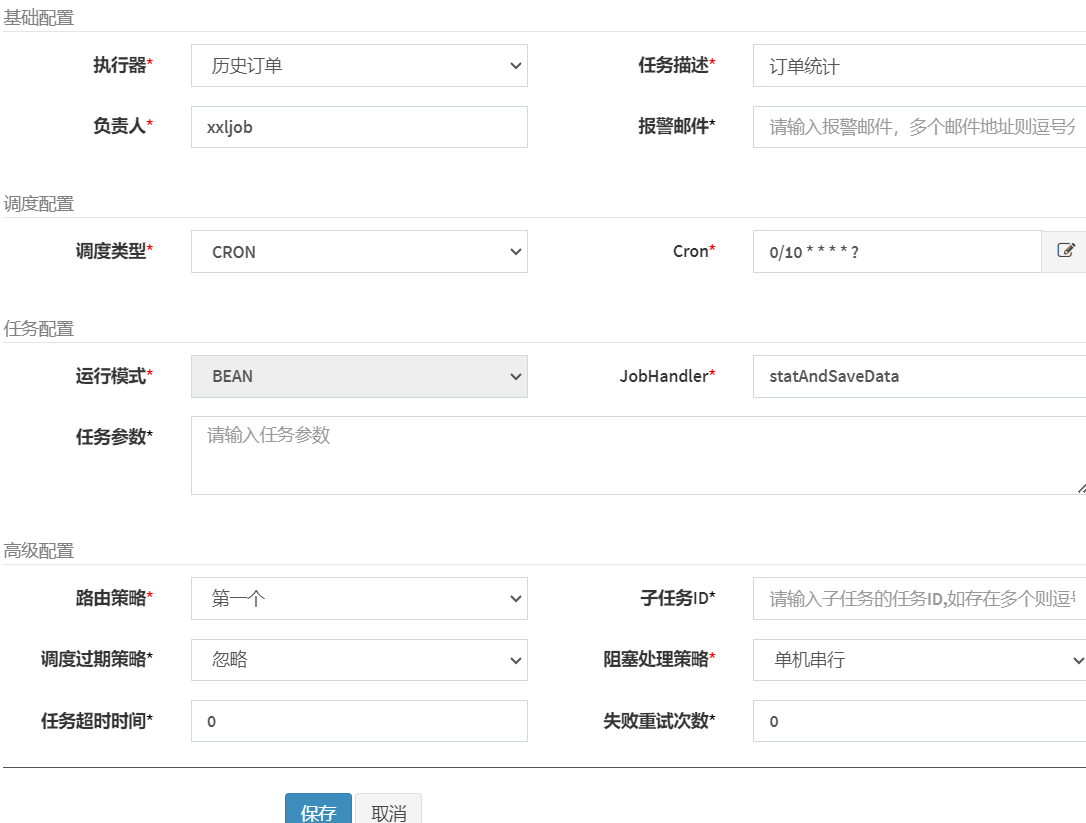 基础配置
执行器* 历史订单 任务描述* 订单统计
负责人* xxljob 报警邮件* 请输入报警邮件，多个邮件地址则逗号分
调度配置
调度类型* CRON Cron* 0/10 * * * * ?
任务配置
运行模式* BEAN JobHandler* statAndSaveData
任务参数* 请输入任务参数
高级配置
路由策略* 第一个 子任务ID* 请输入子任务的任务ID,如存在多个则逗号
调度过期策略* 忽略 阻塞处理策略* 单机串行
任务超时时间* 0 失败重试次数* 0
保存 取消